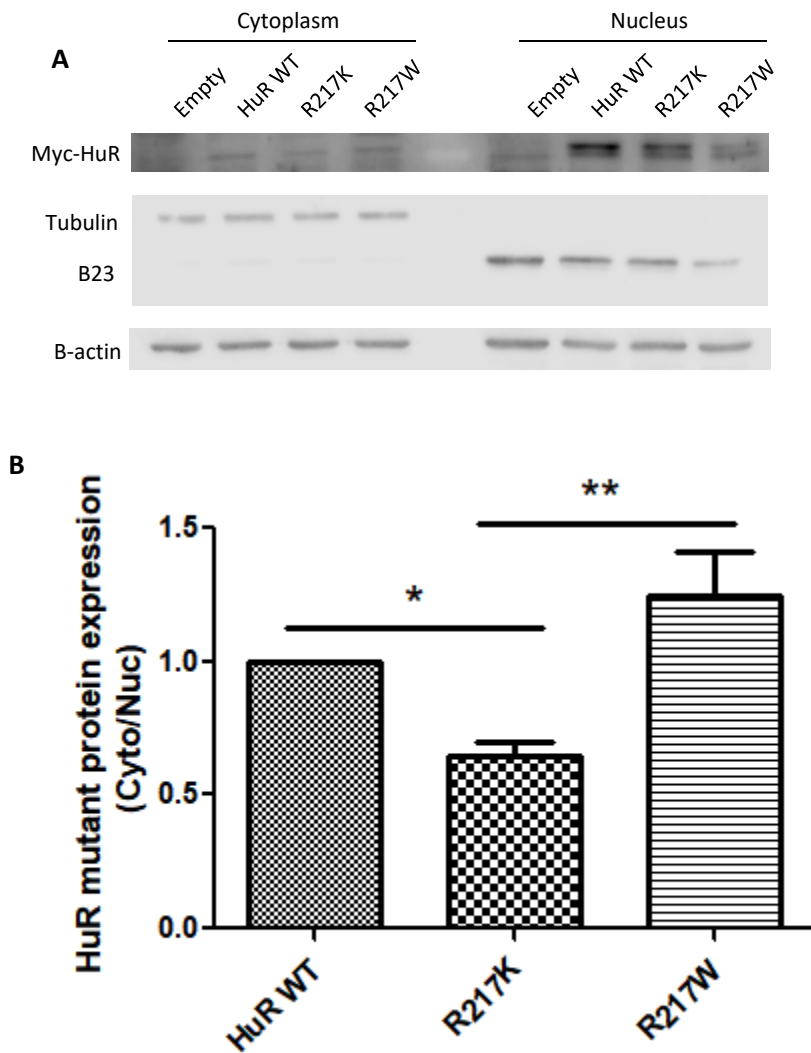 Cytoplasm Nucleus
A
Empty HuR WT R217K R217W Empty HuR WT R217K R217W
Myc-HuR
Tubulin
B23
B-actin
B
HuR mutant protein expression
(Cyto/Nuc)
**
1.5
*
1.0
0.5
0.0
HuR WT R217K R217W